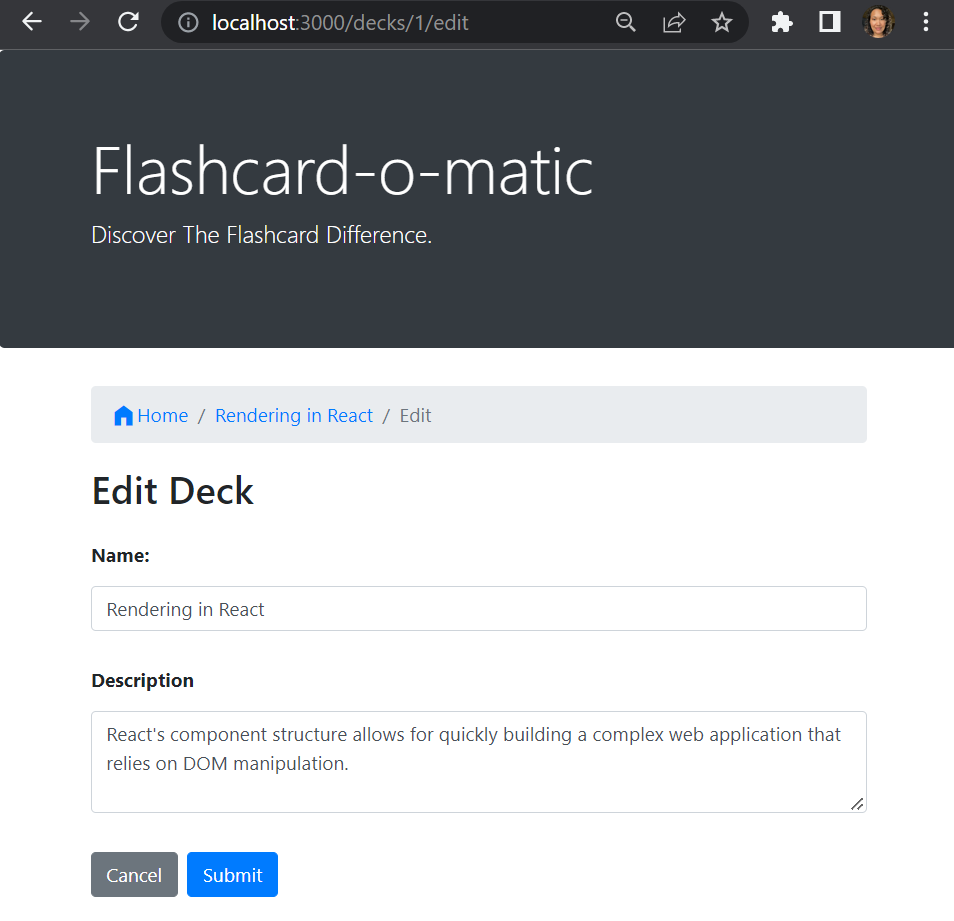 localhost:3000/decks/1/edit
Flashcard-o-matic
Discover The Flashcard Difference.
Home / Rendering in React / Edit
Edit Deck
Name:
Rendering in React
Description
React's component structure allows for quickly building a complex web application that
relies on DOM manipulation.
Cancel Submit